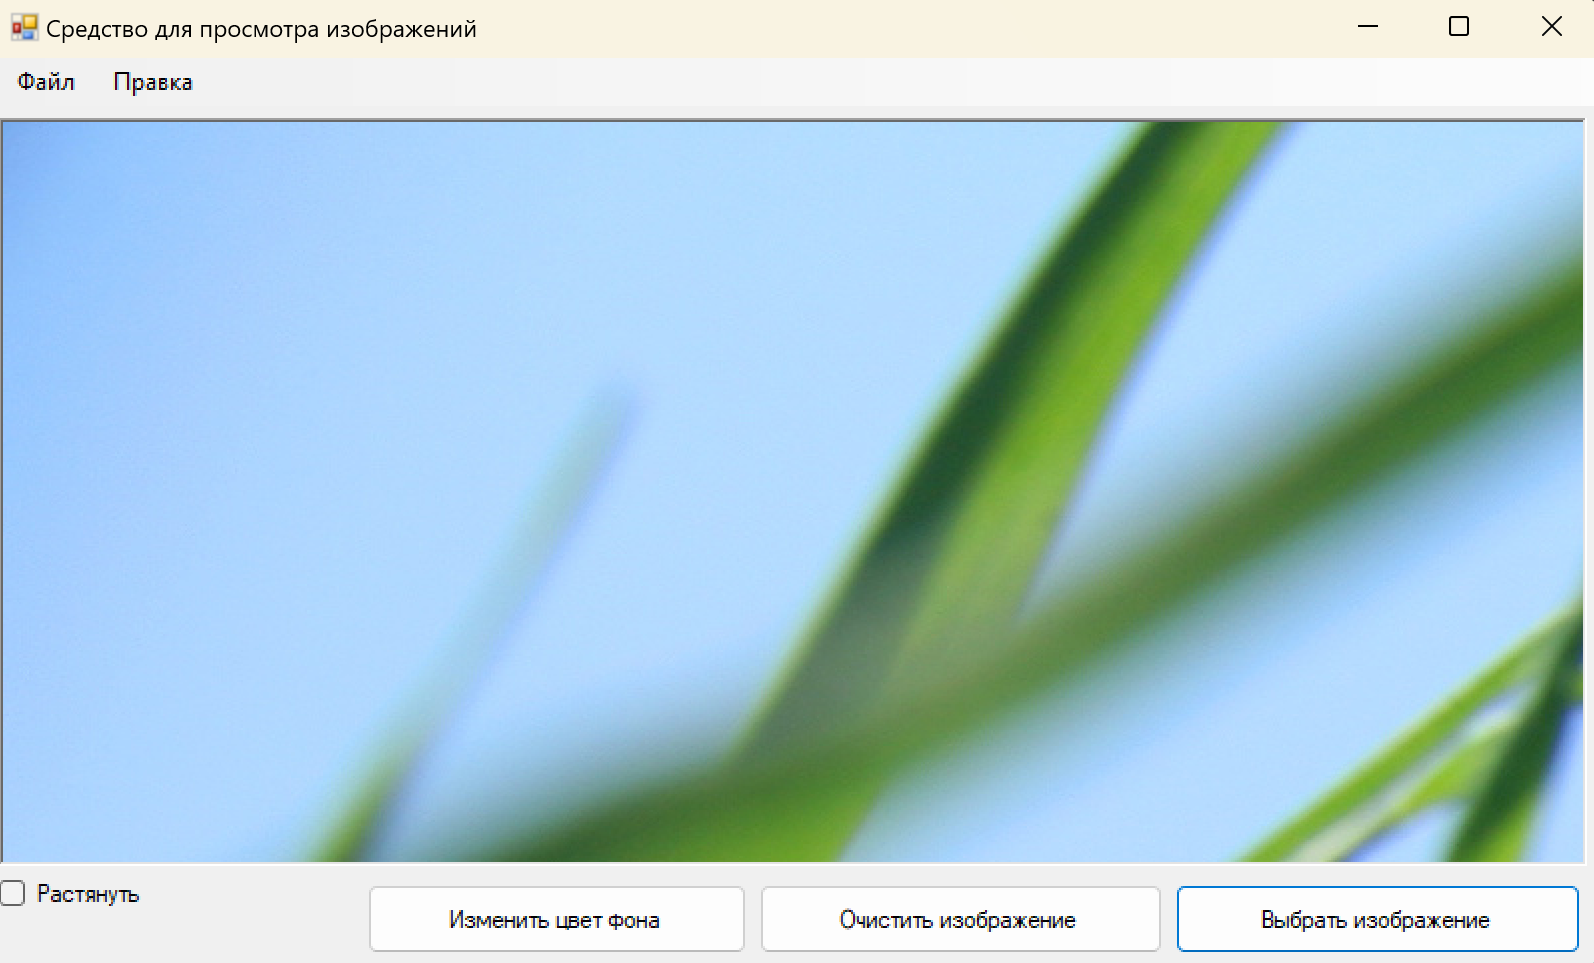 Средство для просмотра изображений
Файл Правка
Растянуть
Изменить цвет фона
Очистить изображение
Выбрать изображение